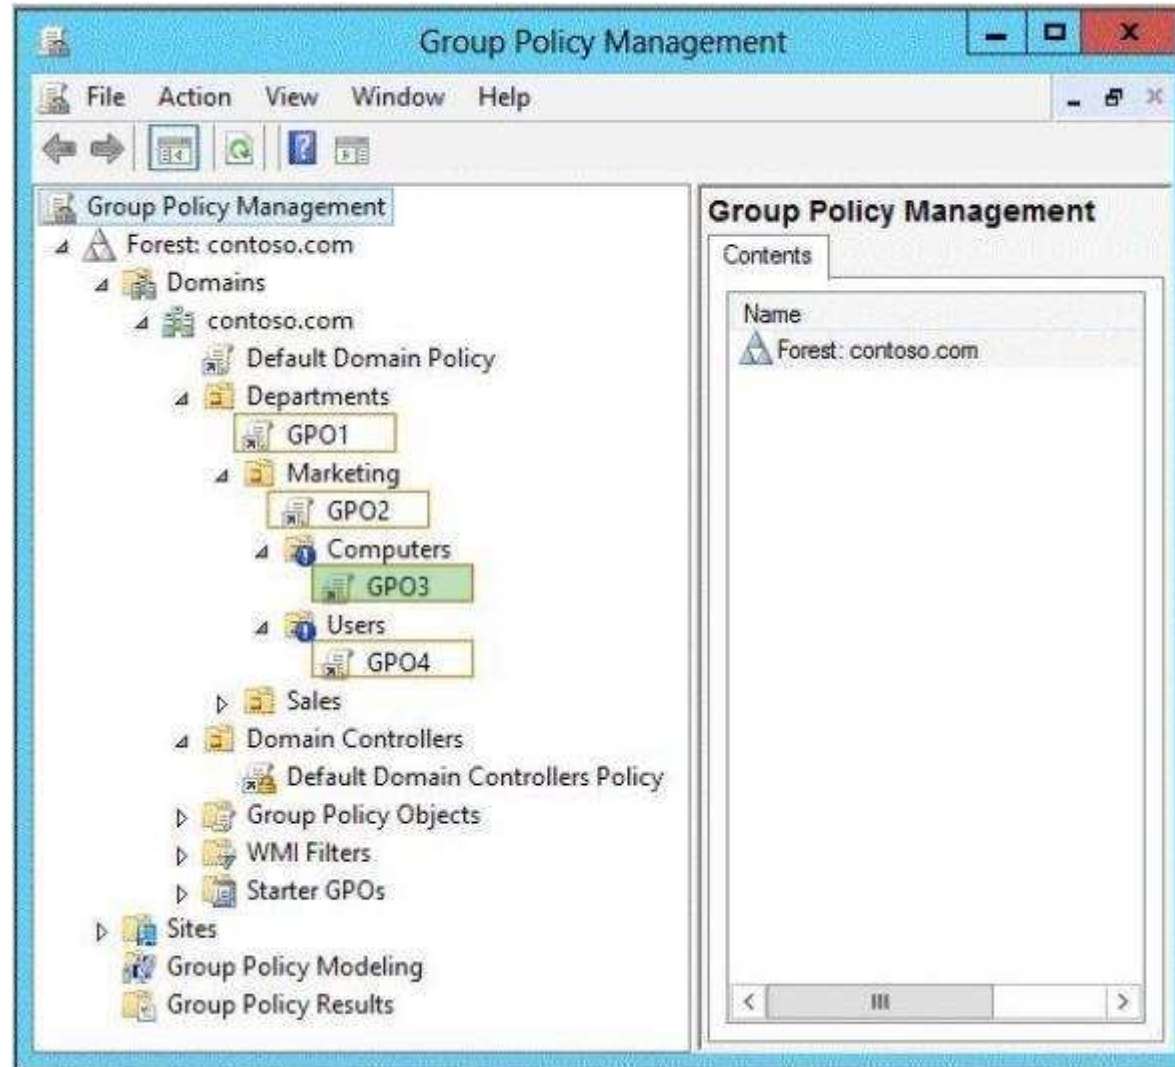 Group Policy Management
File Action View Window Help
Group Policy Management
Forest: contoso.com
Domains
contoso.com
Default Domain Policy
Departments
GPO1
Marketing
GPO2
Computers
GPO3
Users
GPO4
Sales
Domain Controllers
Default Domain Controllers Policy
Group Policy Objects
WMI Filters
Starter GPOs
Sites
Group Policy Modeling
Group Policy Results
Group Policy Management
Contents
Name
Forest: contoso.com